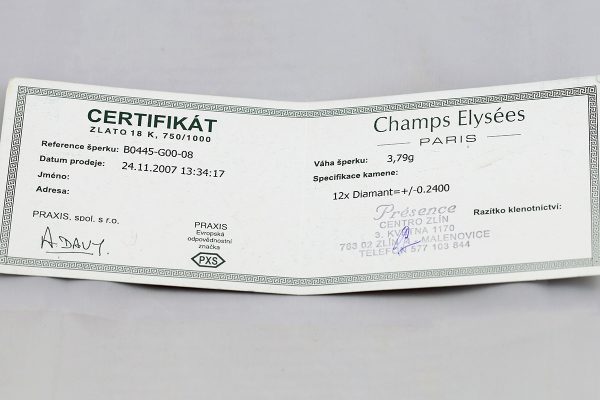 CERTIFIKÁT
ZLATO 18 K, 750/1000
Reference šperku: B0445-G00-08
Datum prodeje: 24.11.2007 13:34:17
Jméno:
Adresa:
PRAXIS. spol. s r.o.
A. DAVY.
PRAXIS
Evropská
odpovědnostní
značka
PXS
Champs Elysées
PARIS
Váha šperku: 3,79g
Specifikace kamene:
12x Diamant=+/-0.2400
Razítko klenotnictví:
Présence
CENTRO ZLÍN
3. KVĚTNA 1170
763 02 ZLÍN - MALENOVICE
TELEFON 577 103 844